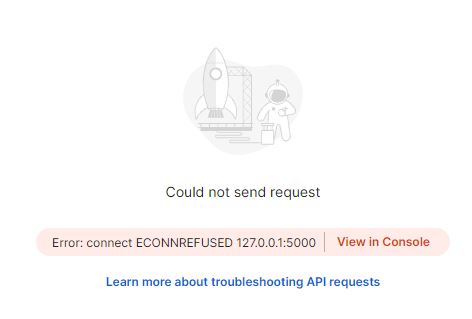 Could not send request
Error: connect ECONNREFUSED 127.0.0.1:5000 View in Console
Learn more about troubleshooting API requests